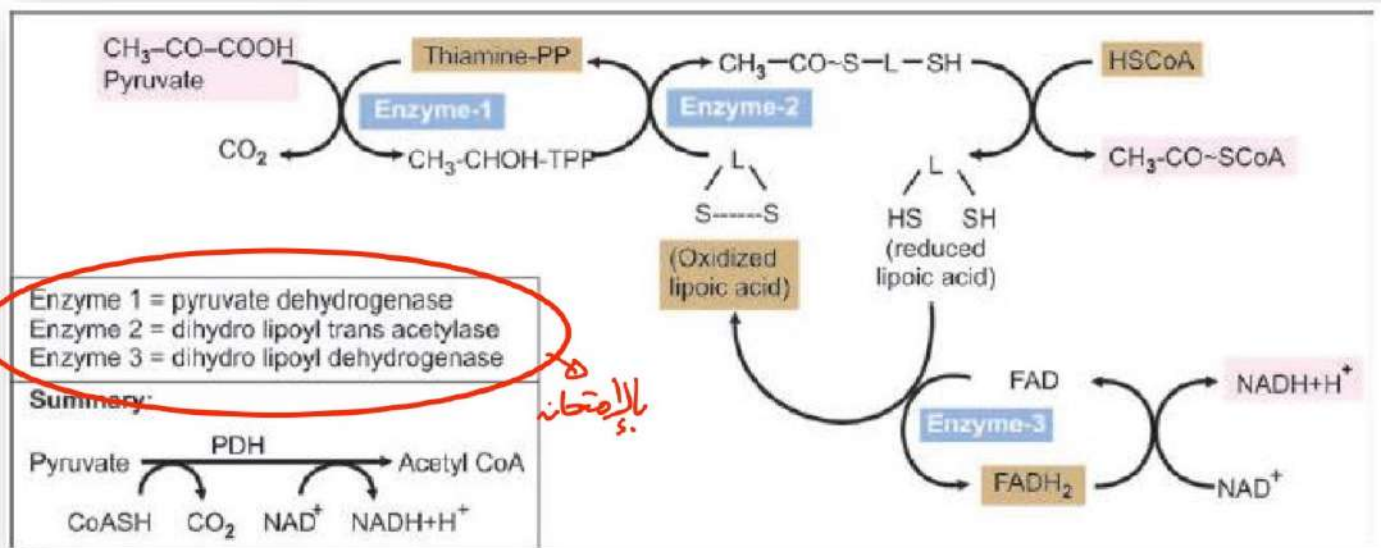 CH₃–CO–COOH
Pyruvate
Thiamine-PP
CH₃–CO~S–L–SH
HSCoA
Enzyme-1
Enzyme-2
CO₂
CH₃-CHOH-TPP
L
S------S
(Oxidized
lipoic acid)
L
HS SH
(reduced
lipoic acid)
CH₃-CO~SCoA
Enzyme 1 = pyruvate dehydrogenase
Enzyme 2 = dihydro lipoyl trans acetylase
Enzyme 3 = dihydro lipoyl dehydrogenase
بالامتحان
FAD
NADH+H⁺
Enzyme-3
FADH₂
NAD⁺
Summary:
PDH
Pyruvate Acetyl CoA
CoASH CO₂ NAD⁺ NADH+H⁺